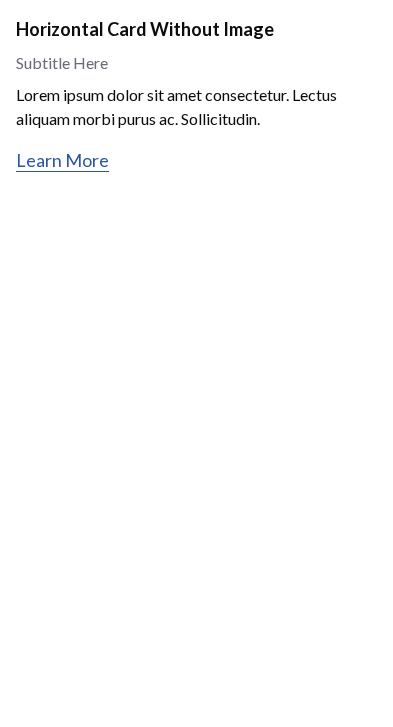 Horizontal Card Without Image
Subtitle Here
Lorem ipsum dolor sit amet consectetur. Lectus
aliquam morbi purus ac. Sollicitudin.
Learn More